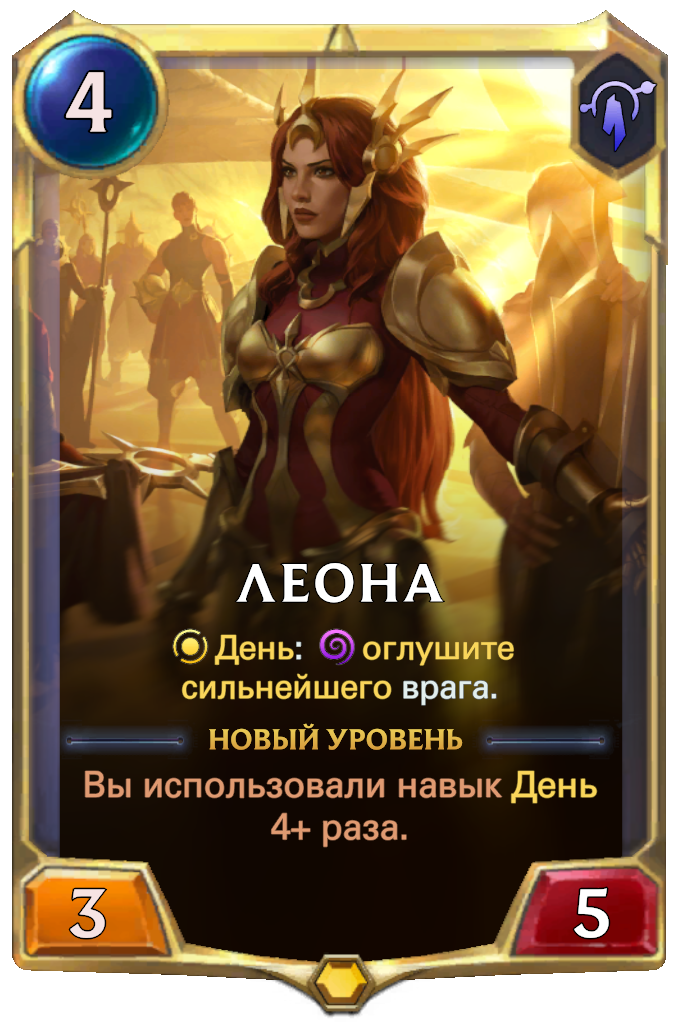 4
ЛЕОНА
День: оглушите
сильнейшего врага.
НОВЫЙ УРОВЕНЬ
Вы использовали навык День
4+ раза.
3
5